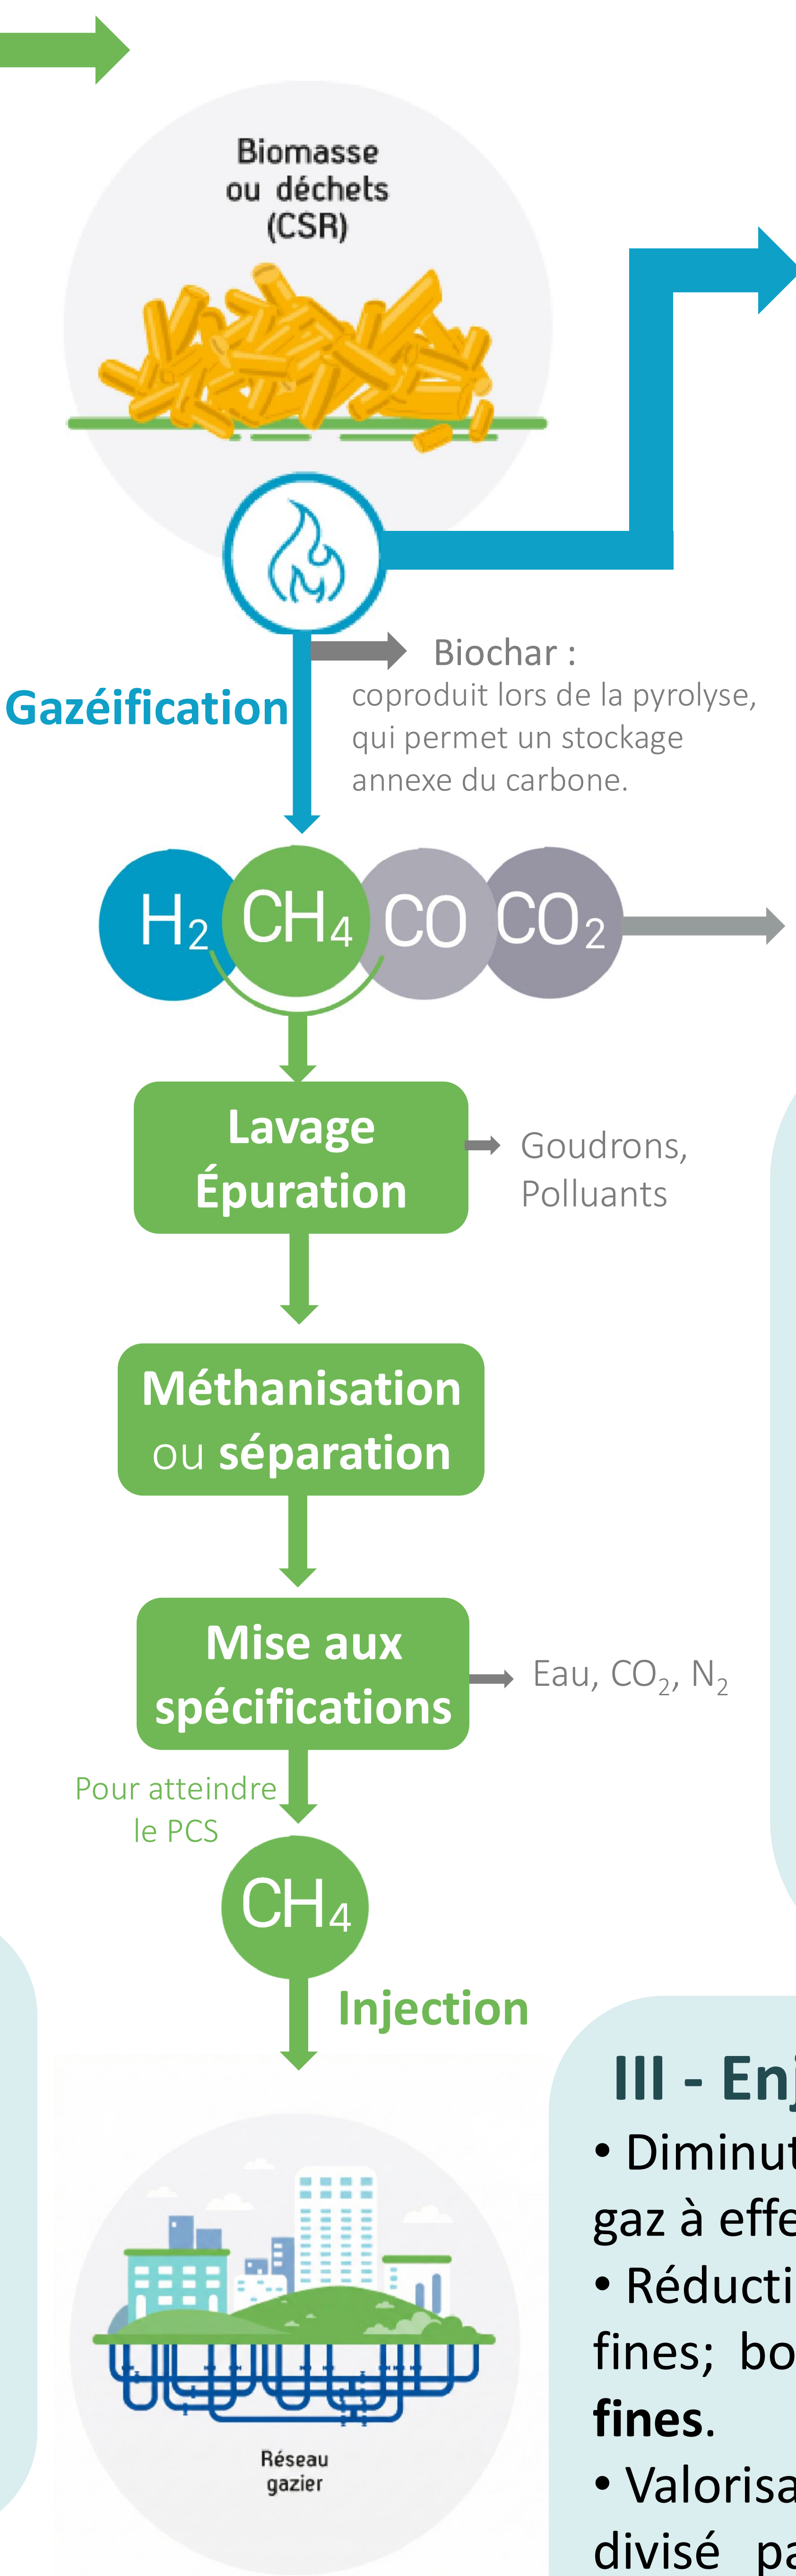 Biomasse
ou déchets
(CSR)
Biochar :
Gazéification
coproduit lors de la pyrolyse,
qui permet un stockage
annexe du carbone.
H₂ CH₄ CO CO₂
Lavage
Épuration
Goudrons,
Polluants
Méthanisation
ou séparation
Mise aux
spécifications
Eau, CO₂, N₂
Pour atteindre
le PCS
CH₄
Injection
Réseau
gazier
III - Enj
• Diminut
gaz à effe
• Réducti
fines; bo
fines.
• Valorisa
divisé pa